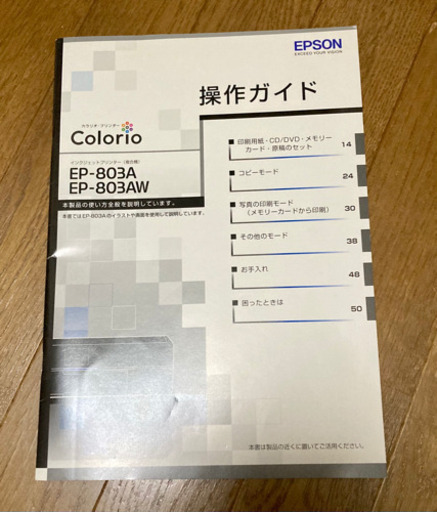 EPSON
EXCEED YOUR VISION
操作ガイド
カラリオ・プリンター
Colorio
インクジェットプリンター（複合機）
EP-803A
EP-803AW
本製品の使い方全般を説明しています。
本書ではEP-803Aのイラストや画面を使用して説明しています。
■ 印刷用紙・CD/DVD・メモリー
カード・原稿のセット 14
■ コピーモード 24
■ 写真の印刷モード
（メモリーカードから印刷） 30
■ その他のモード 38
■ お手入れ 48
■ 困ったときは 50
本書は製品の近くに置いてご活用ください。